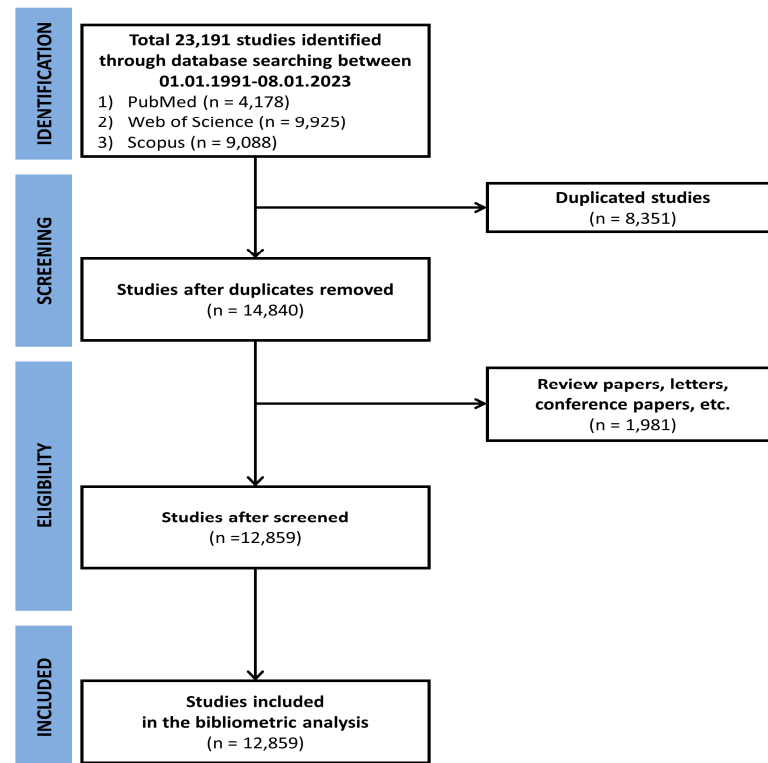 IDENTIFICATION
Total 23,191 studies identified
through database searching between
01.01.1991-08.01.2023
1) PubMed (n = 4,178)
2) Web of Science (n = 9,925)
3) Scopus (n = 9,088)
SCREENING
Duplicated studies
(n = 8,351)
Studies after duplicates removed
(n = 14,840)
ELIGIBILITY
Review papers, letters,
conference papers, etc.
(n = 1,981)
Studies after screened
(n =12,859)
INCLUDED
Studies included
in the bibliometric analysis
(n = 12,859)